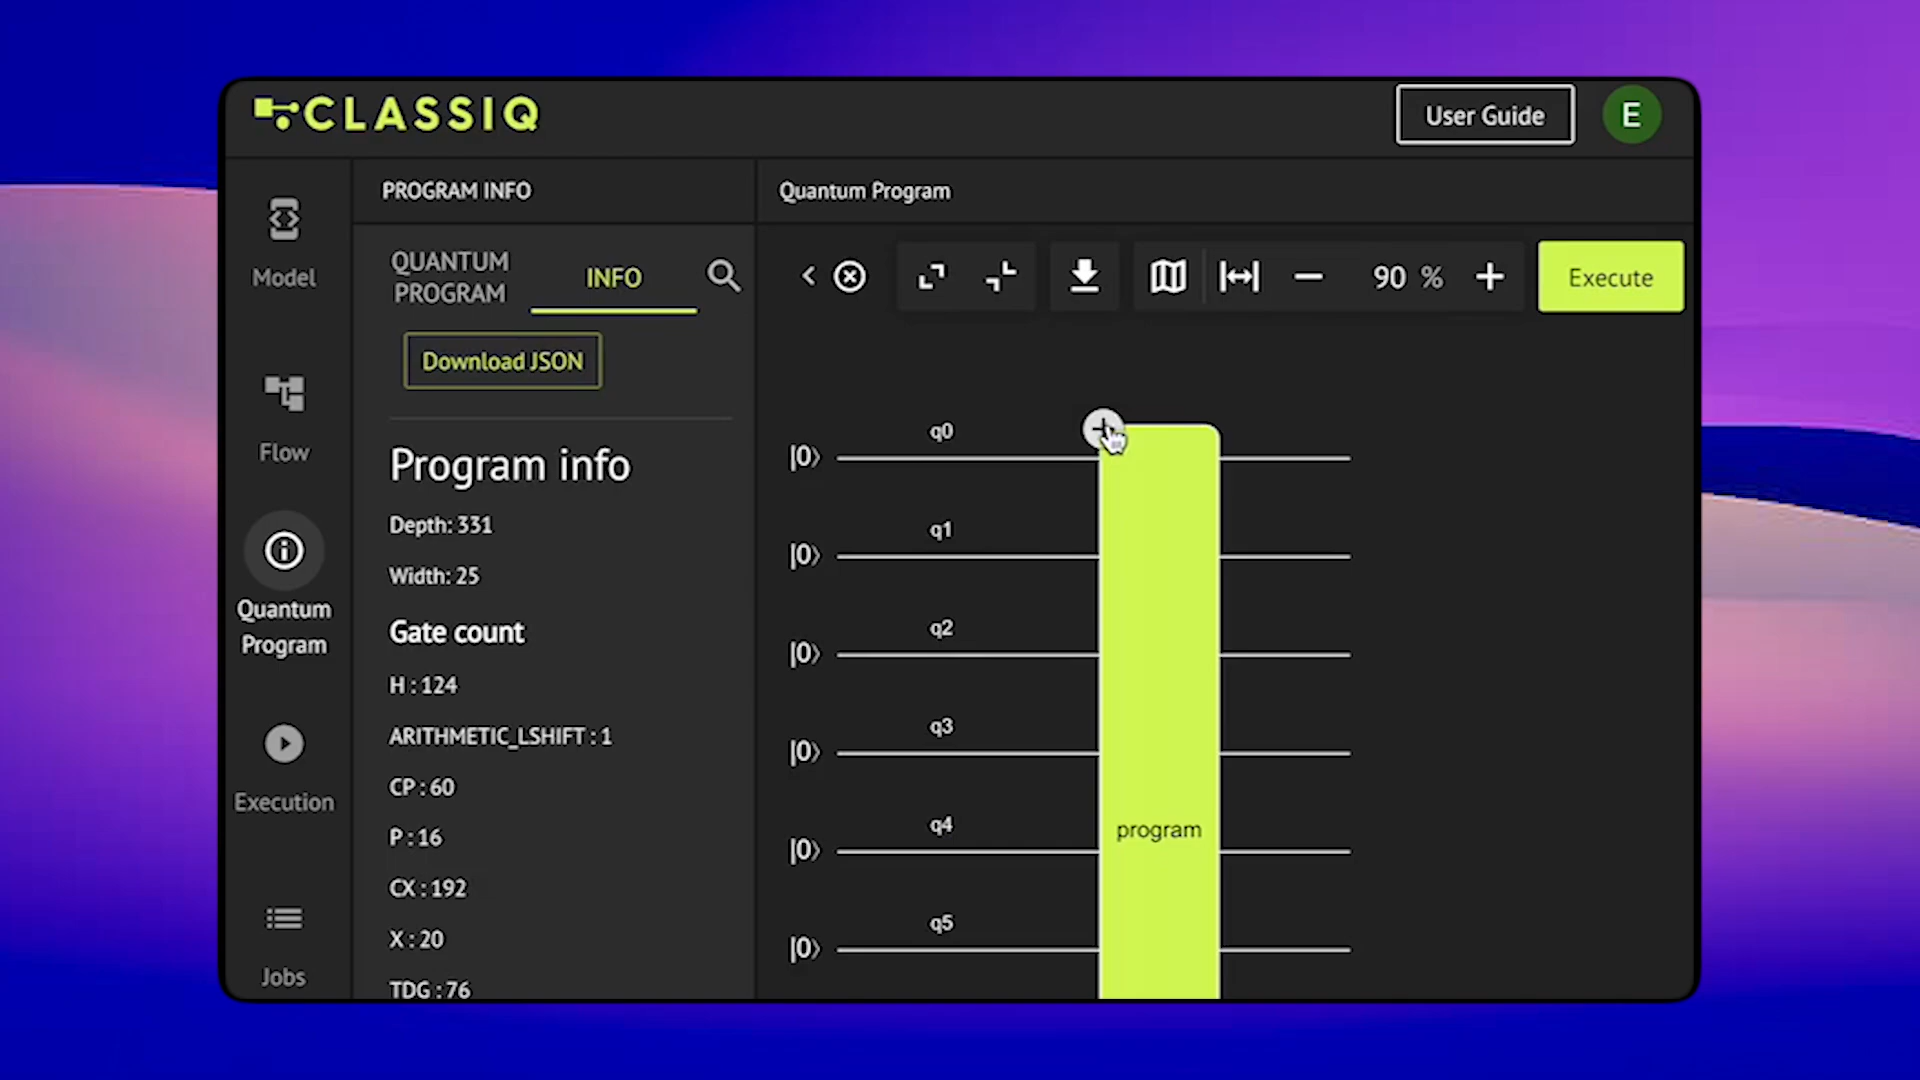 CLASSIQ
User Guide
E
PROGRAM INFO
Quantum Program
Model
Flow
Quantum
Program
Execution
Jobs
QUANTUM
PROGRAM
INFO
Download JSON
Program info
Depth: 331
Width: 25
Gate count
H : 124
ARITHMETIC_LSHIFT : 1
CP : 60
P : 16
CX : 192
X : 20
TDG : 76
90 %
Execute
q0
|0⟩
q1
|0⟩
q2
|0⟩
q3
|0⟩
q4
|0⟩
program
q5
|0⟩